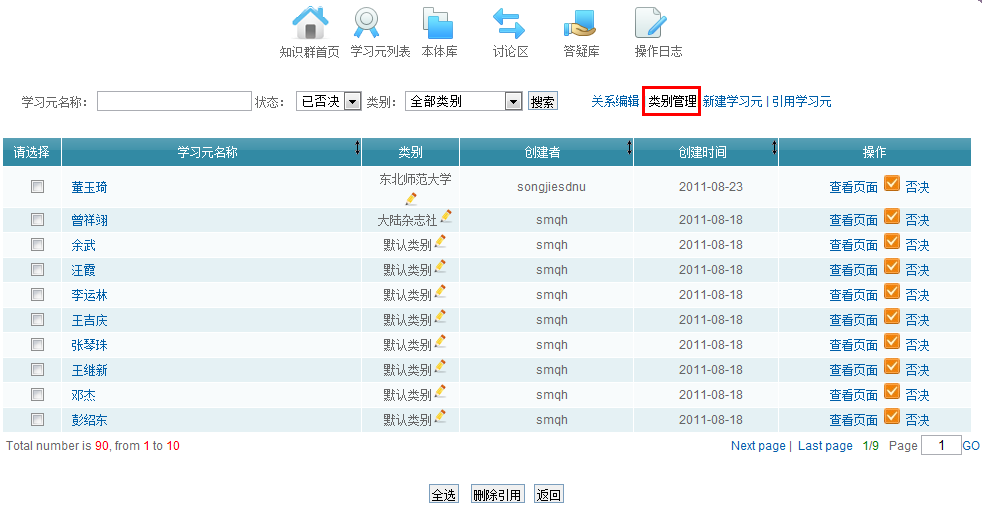 知识群首页 学习元列表 本体库 讨论区 答疑库 操作日志
学习元名称： 状态： 已否决 类别： 全部类别 搜索 关系编辑 类别管理 新建学习元 | 引用学习元
请选择 学习元名称 类别 创建者 创建时间 操作
董玉琦 东北师范大学 songjiesdnu 2011-08-23 查看页面 否决
曾祥翊 大陆杂志社 smqh 2011-08-18 查看页面 否决
余武 默认类别 smqh 2011-08-18 查看页面 否决
汪霞 默认类别 smqh 2011-08-18 查看页面 否决
李运林 默认类别 smqh 2011-08-18 查看页面 否决
王吉庆 默认类别 smqh 2011-08-18 查看页面 否决
张琴珠 默认类别 smqh 2011-08-18 查看页面 否决
王继新 默认类别 smqh 2011-08-18 查看页面 否决
邓杰 默认类别 smqh 2011-08-18 查看页面 否决
彭绍东 默认类别 smqh 2011-08-18 查看页面 否决
Total number is 90, from 1 to 10 Next page | Last page 1/9 Page 1 GO
全选 删除引用 返回